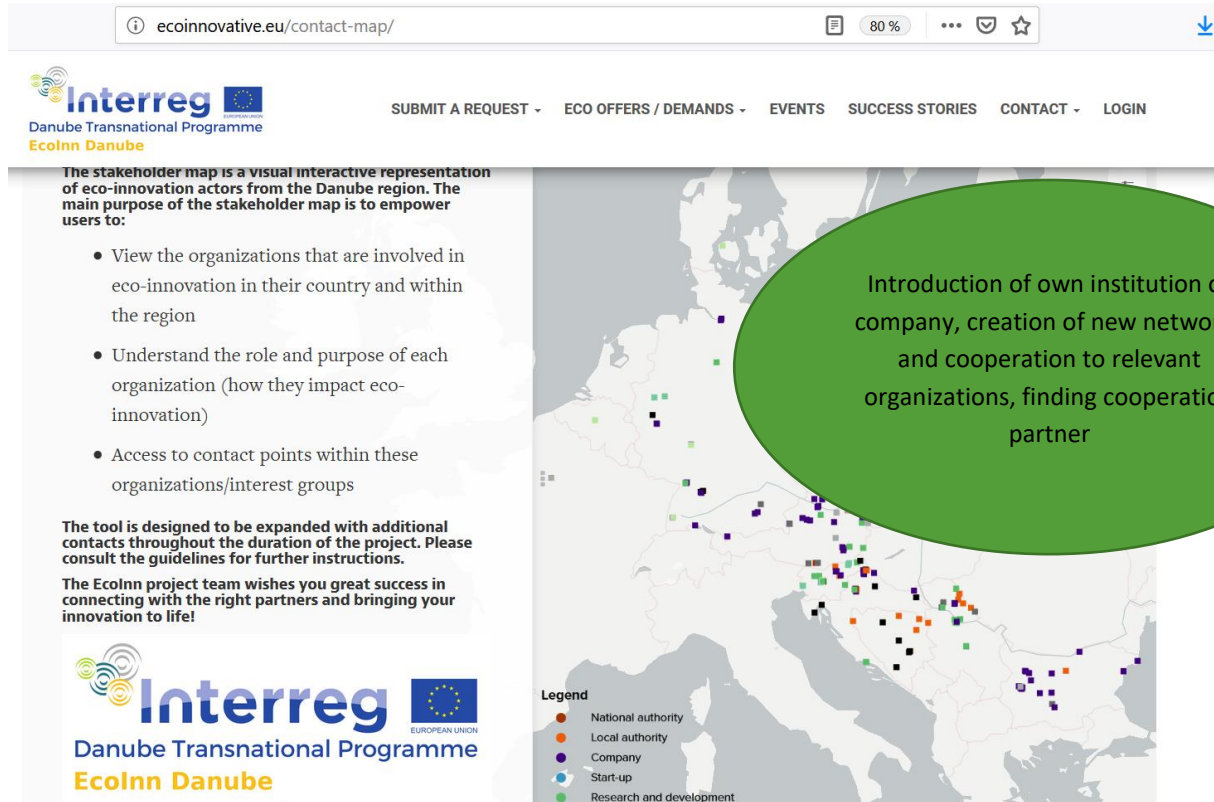 ecoinnovative.eu/contact-map/
80 %
Interreg
EUROPEAN UNION
Danube Transnational Programme
EcoInn Danube
SUBMIT A REQUEST
ECO OFFERS / DEMANDS
EVENTS
SUCCESS STORIES
CONTACT
LOGIN
The stakeholder map is a visual interactive representation
of eco-innovation actors from the Danube region. The
main purpose of the stakeholder map is to empower
users to:
• View the organizations that are involved in
eco-innovation in their country and within
the region
• Understand the role and purpose of each
organization (how they impact eco-
innovation)
• Access to contact points within these
organizations/interest groups
The tool is designed to be expanded with additional
contacts throughout the duration of the project. Please
consult the guidelines for further instructions.
The EcoInn project team wishes you great success in
connecting with the right partners and bringing your
innovation to life!
Interreg
EUROPEAN UNION
Danube Transnational Programme
EcoInn Danube
Introduction of own institution
company, creation of new
and cooperation to relevant
organizations, finding
partner
Legend
National authority
Local authority
Company
Start-up
Research and development